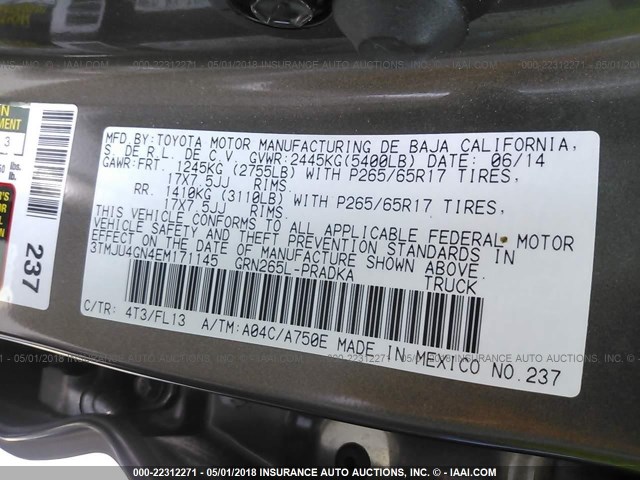 MFD BY: TOYOTA MOTOR MANUFACTURING DE BAJA CALIFORNIA,
S. DE R.L. DE C.V. GVWR: 2445KG(5400LB) DATE: 06/14
GAWR: FRT. 1245KG (2755LB) WITH P265/65R17 TIRES,
17X7.5JJ RIMS.
RR. 1410KG (3110LB) WITH P265/65R17 TIRES,
17X7.5JJ RIMS.
THIS VEHICLE CONFORMS TO ALL APPLICABLE FEDERAL MOTOR
VEHICLE SAFETY AND THEFT PREVENTION STANDARDS IN
EFFECT ON THE DATE OF MANUFACTURE SHOWN ABOVE.
3TMJU4GN4EM171145 GRN265L-PRADKA TRUCK
C/TR: 4T3/FL13 A/TM: A04C/A750E MADE IN MEXICO NO. 237
237
MENT
3
000-22312271 - 05/01/2018 INSURANCE AUTO AUCTIONS, INC. - © IAAI.COM